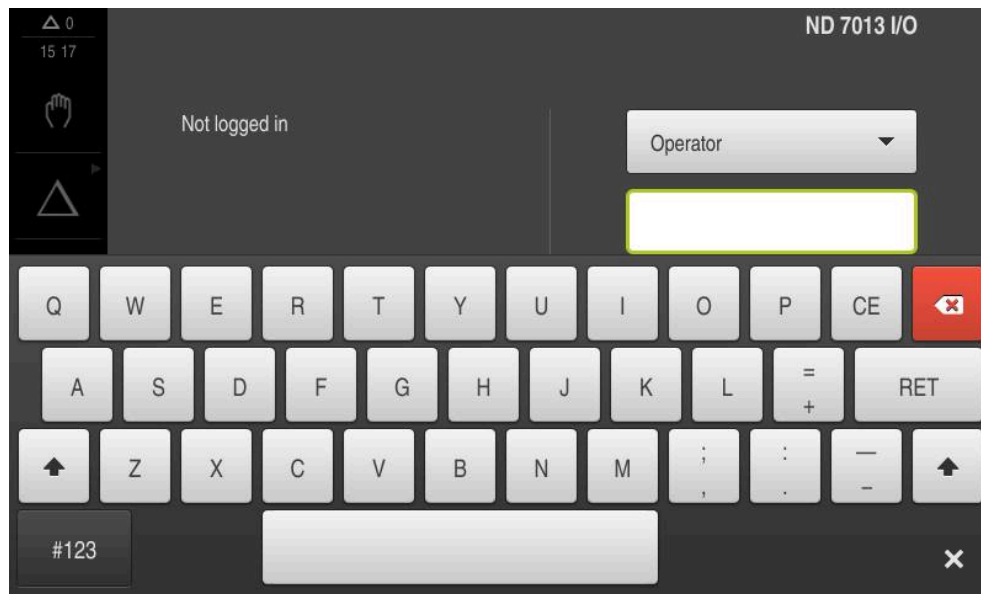 0
15 17
ND 7013 I/O
Not logged in
Operator
Q W E R T Y U I O P CE
A S D F G H J K L = + RET
Z X C V B N M ; , : . — –
#123